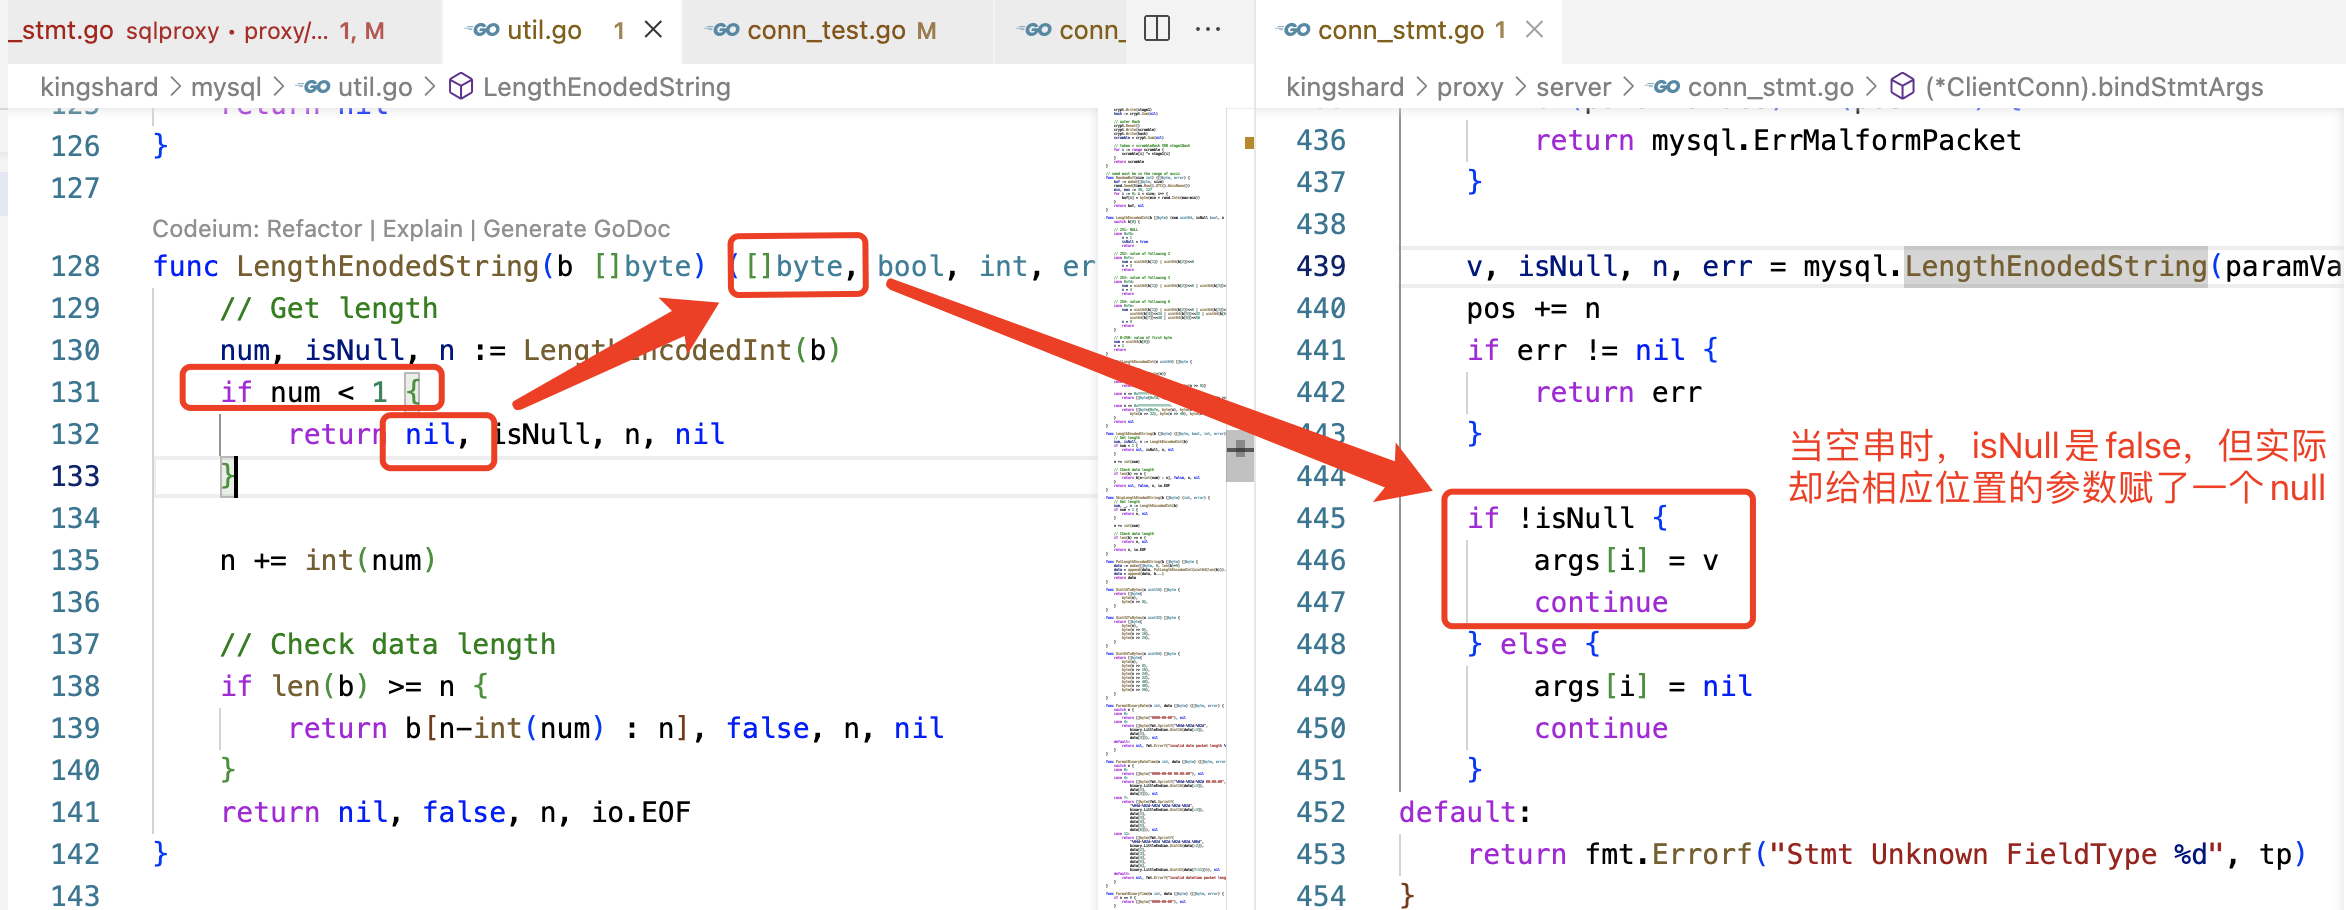 _stmt.go sqlproxy • proxy/... 1, M
GO util.go 1
GO conn_test.go M
GO conn_
GO conn_stmt.go 1
kingshard > mysql > GO util.go > LengthEnodedString
125 return nil
126 }
127
Codeium: Refactor | Explain | Generate GoDoc
128 func LengthEnodedString(b []byte) ([]byte, bool, int, er
129 // Get length
130 num, isNull, n := LengthEncodedInt(b)
131 if num < 1 {
132 return nil, isNull, n, nil
133 }
134
135 n += int(num)
136
137 // Check data length
138 if len(b) >= n {
139 return b[n-int(num) : n], false, n, nil
140 }
141 return nil, false, n, io.EOF
142 }
143
kingshard > proxy > server > GO conn_stmt.go > (*ClientConn).bindStmtArgs
436 return mysql.ErrMalformPacket
437 }
438
439 v, isNull, n, err = mysql.LengthEnodedString(paramVa
440 pos += n
441 if err != nil {
442 return err
443 }
444
445 if !isNull {
446 args[i] = v
447 continue
448 } else {
449 args[i] = nil
450 continue
451 }
452 default:
453 return fmt.Errorf("Stmt Unknown FieldType %d", tp)
454 }
当空串时，isNull是false，但实际
却给相应位置的参数赋了一个null